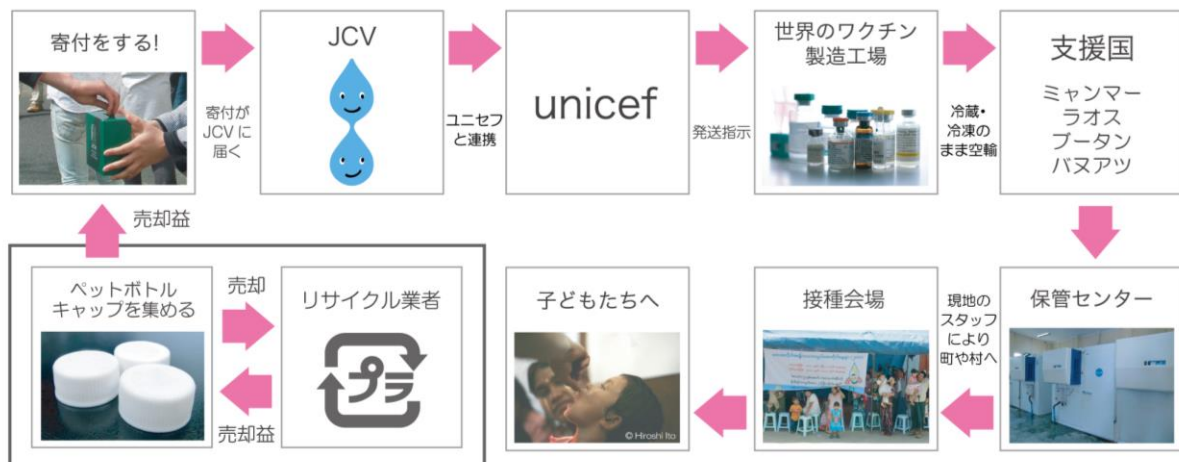 寄付をする!
寄付が
JCVに
届く
JCV
ユニセフ
と連携
unicef
発送指示
世界のワクチン
製造工場
冷蔵・
冷凍の
まま空輸
支援国
ミャンマー
ラオス
ブータン
バヌアツ
売却益
ペットボトル
キャップを集める
売却
売却益
リサイクル業者
プラ
子どもたちへ
© Hiroshi Ito
接種会場
現地の
スタッフ
により
町や村へ
保管センター